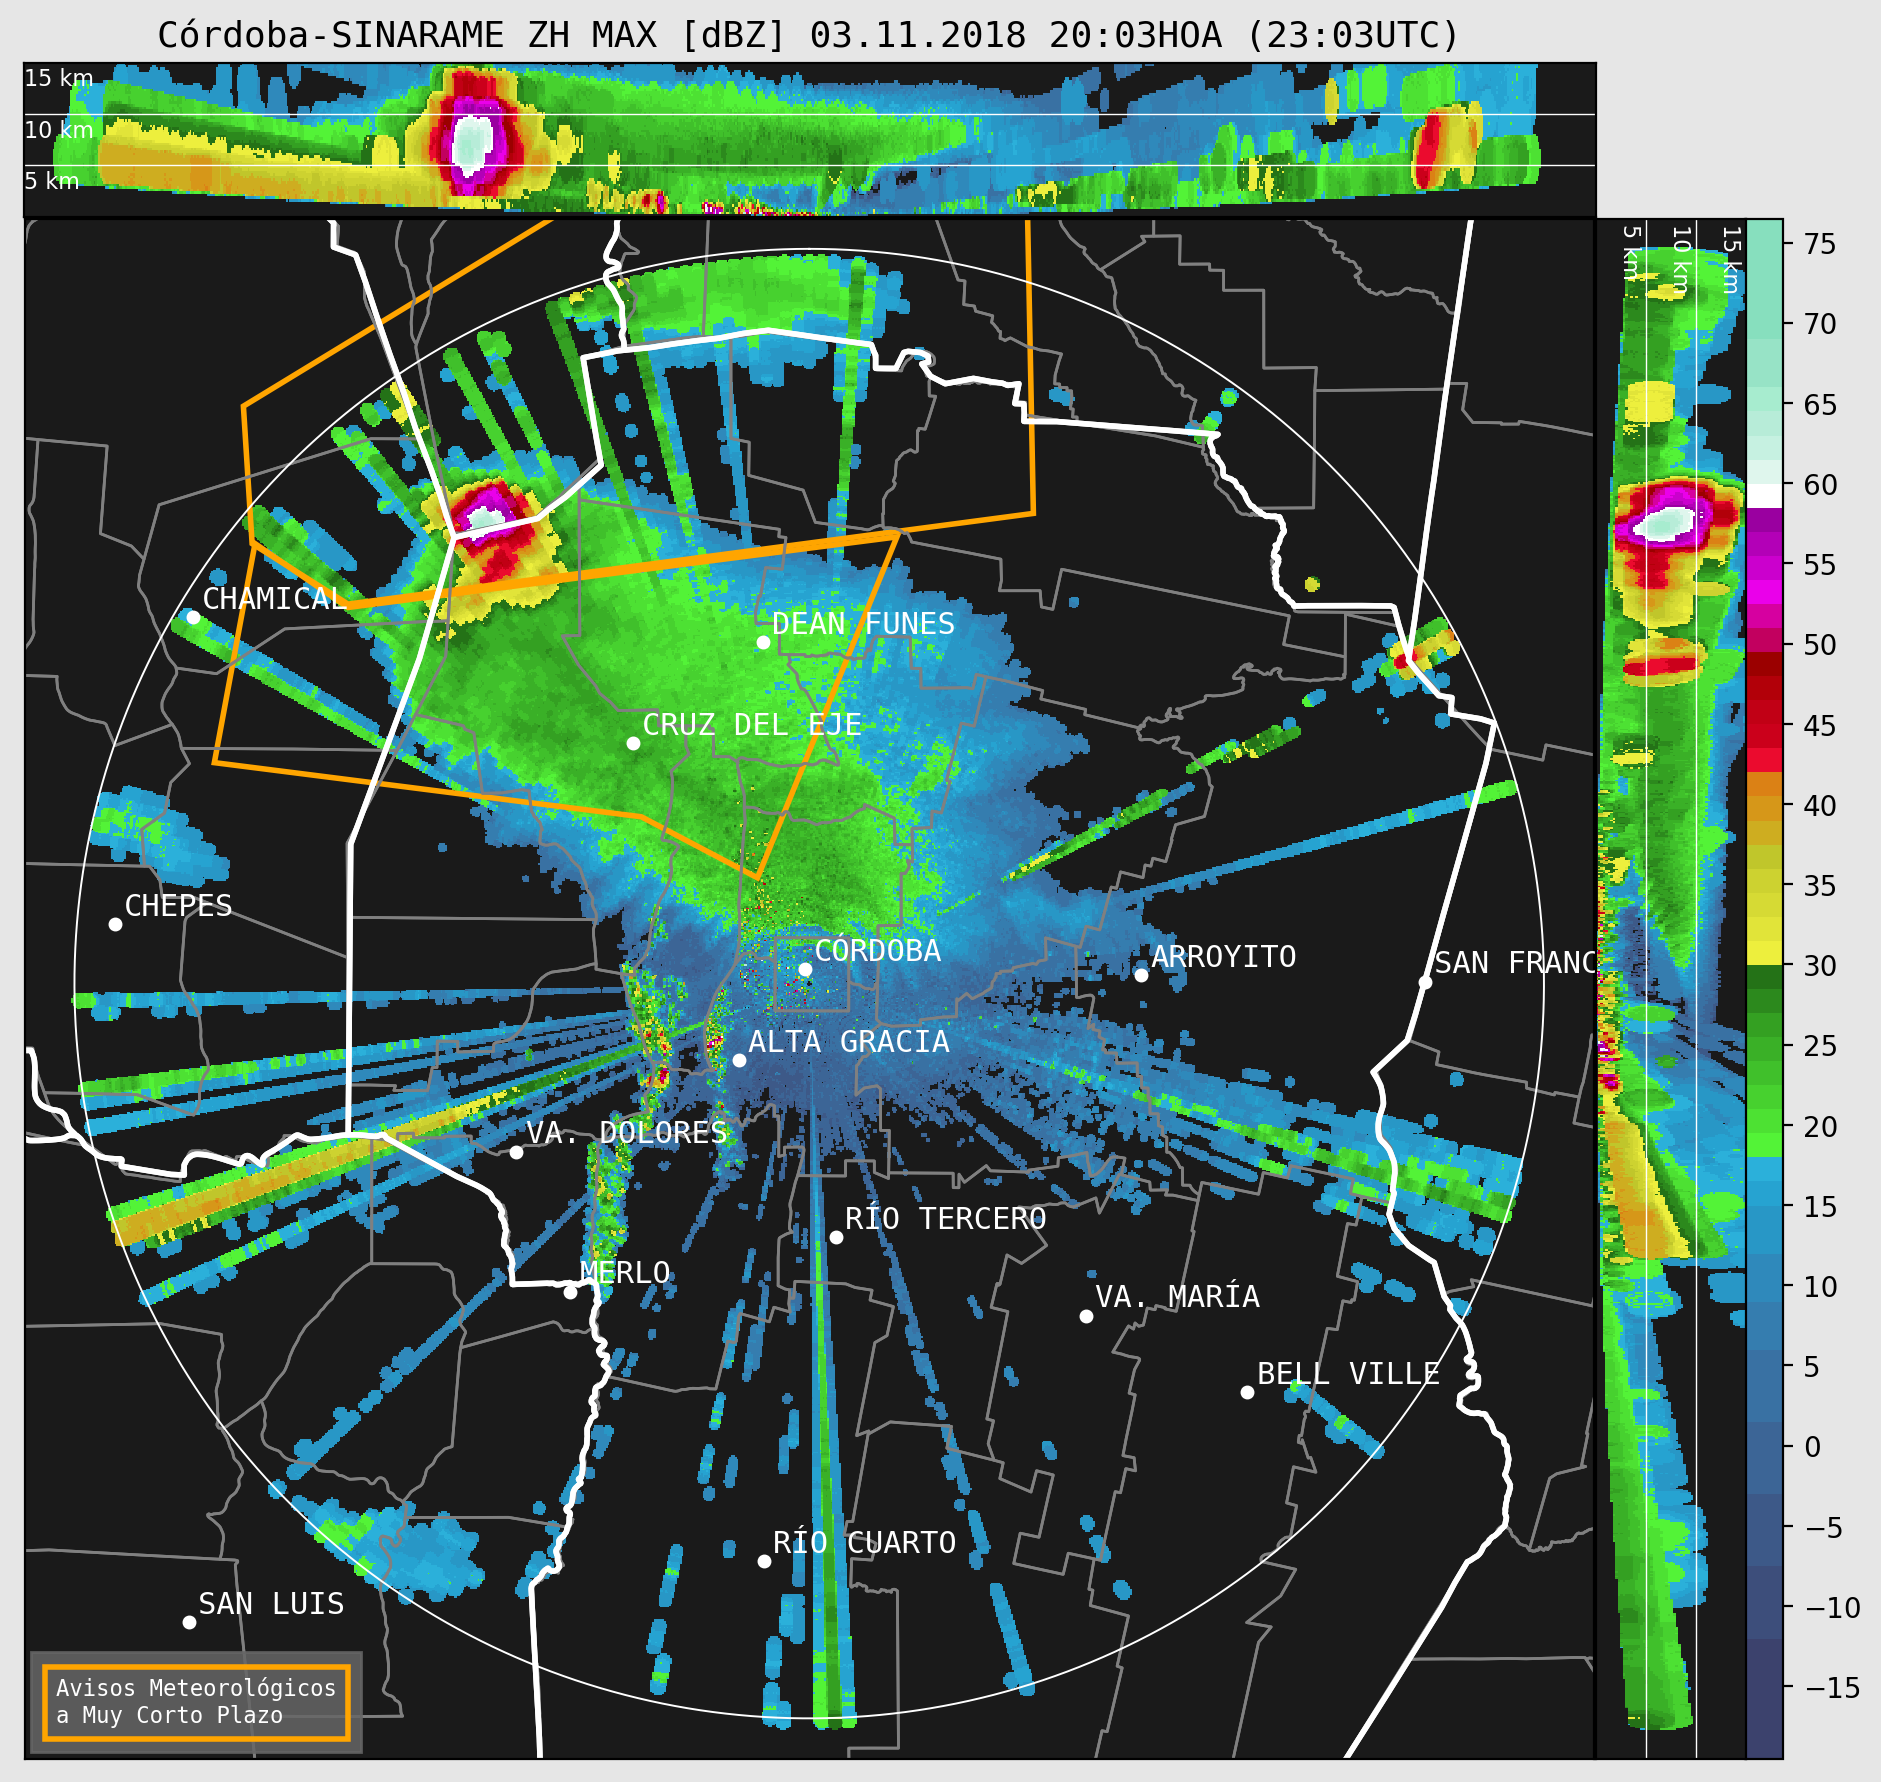 Córdoba-SINARAME ZH MAX [dBZ] 03.11.2018 20:03HOA (23:03UTC)
15 km
10 km
5 km
5 km
10 km
15 km
75
70
65
60
55
50
45
40
35
30
25
20
15
10
5
0
−5
−10
−15
CHAMICAL
DEAN FUNES
CRUZ DEL EJE
CHEPES
CÓRDOBA
ARROYITO
SAN FRANC
ALTA GRACIA
VA. DOLORES
RÍO TERCERO
MERLO
VA. MARÍA
BELL VILLE
RÍO CUARTO
SAN LUIS
Avisos Meteorológicos
a Muy Corto Plazo